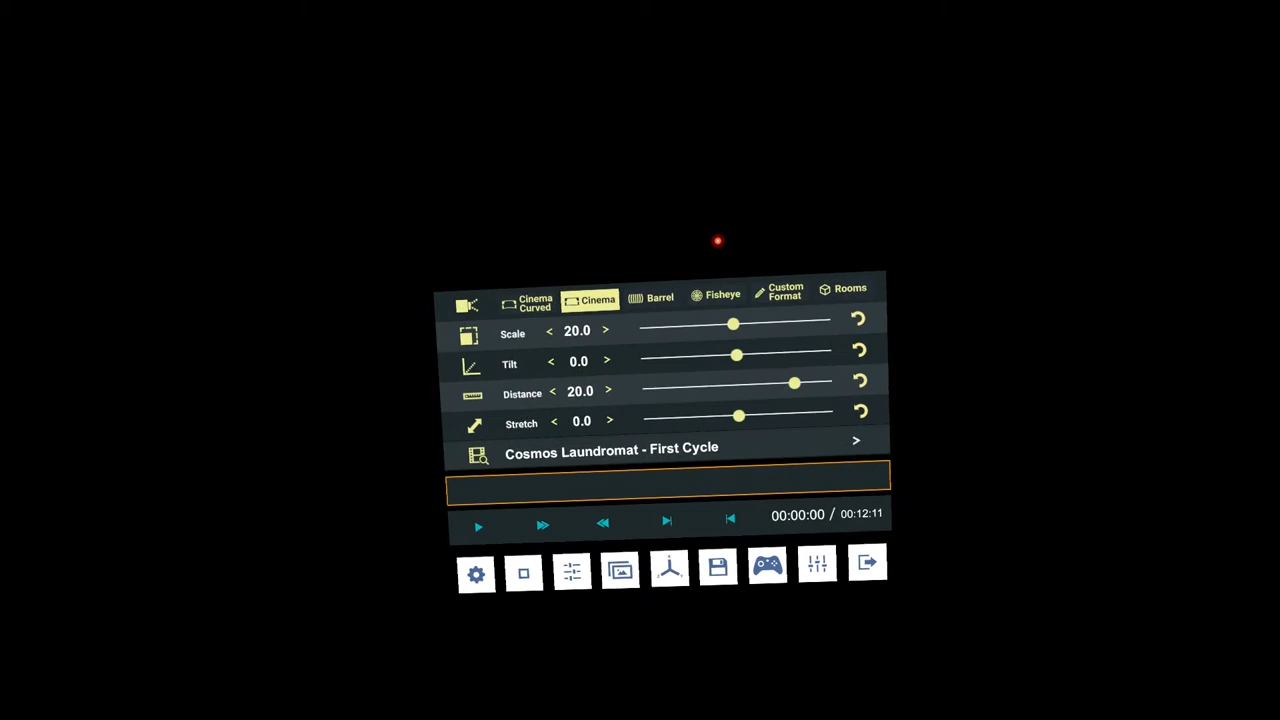 Cinema Curved Cinema Barrel Fisheye Custom Format Rooms
Scale < 20.0 >
Tilt < 0.0 >
Distance < 20.0 >
Stretch < 0.0 >
Cosmos Laundromat - First Cycle >
00:00:00 / 00:12:11